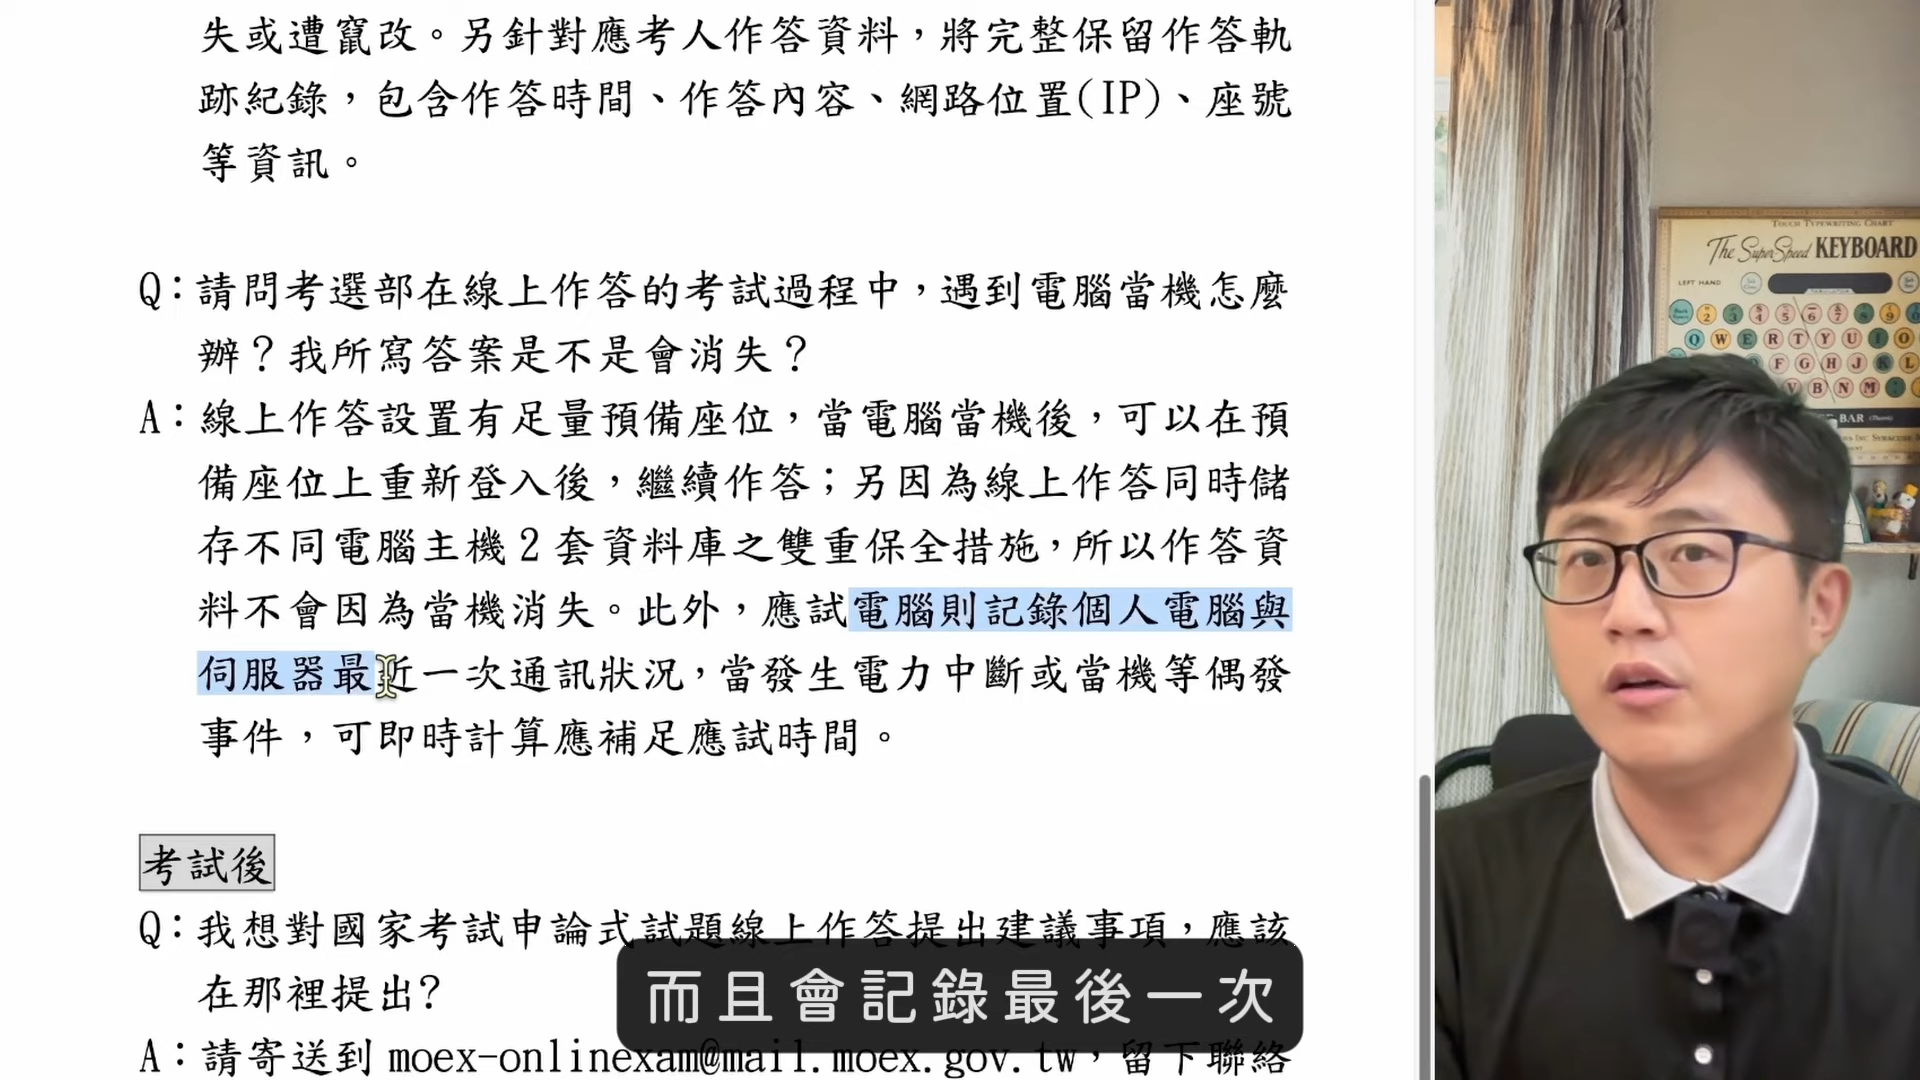 失或遭竄改。另針對應考人作答資料，將完整保留作答軌
跡紀錄，包含作答時間、作答內容、網路位置(IP)、座號
等資訊。
Q：請問考選部在線上作答的考試過程中，遇到電腦當機怎麼
辦？我所寫答案是不是會消失？
A：線上作答設置有足量預備座位，當電腦當機後，可以在預
備座位上重新登入後，繼續作答；另因為線上作答同時儲
存不同電腦主機2套資料庫之雙重保全措施，所以作答資
料不會因為當機消失。此外，應試電腦則記錄個人電腦與
伺服器最近一次通訊狀況，當發生電力中斷或當機等偶發
事件，可即時計算應補足應試時間。
考試後
Q：我想對國家考試申論式試題線上作答提出建議事項，應該
在那裡提出?
A：請寄送到 moex-onlinexam@mail.moex.gov.tw，留下聯絡
而且會記錄最後一次
TOUCH TYPEWRITING CHART
The Super Speed KEYBOARD
LEFT HAND
Q W E R T Y U I O
F G H J K L
V B N M
BAR